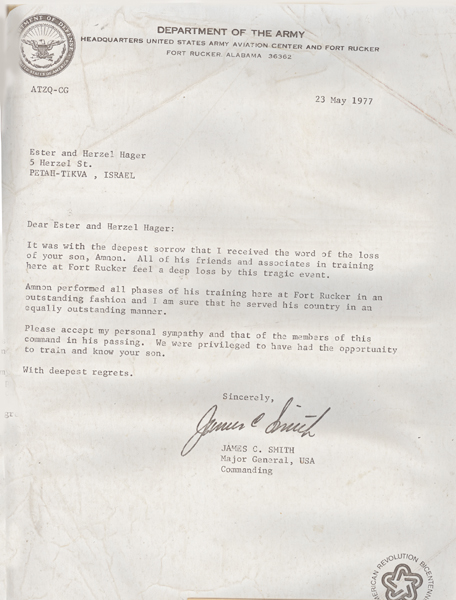 DEPARTMENT OF THE ARMY
HEADQUARTERS UNITED STATES ARMY AVIATION CENTER AND FORT RUCKER
FORT RUCKER, ALABAMA 36362
ATZQ-CG
23 May 1977
Ester and Herzel Hager
5 Herzel St.
PETAH-TIKVA , ISRAEL
Dear Ester and Herzel Hager:
It was with the deepest sorrow that I received the word of the loss
of your son, Amnon. All of his friends and associates in training
here at Fort Rucker feel a deep loss by this tragic event.
Amnon performed all phases of his training here at Fort Rucker in an
outstanding fashion and I am sure that he served his country in an
equally outstanding manner.
Please accept my personal sympathy and that of the members of this
command in his passing. We were privileged to have had the opportunity
to train and know your son.
With deepest regrets.
Sincerely,
James C Smith
JAMES C. SMITH
Major General, USA
Commanding
AMERICAN REVOLUTION BICENTENN